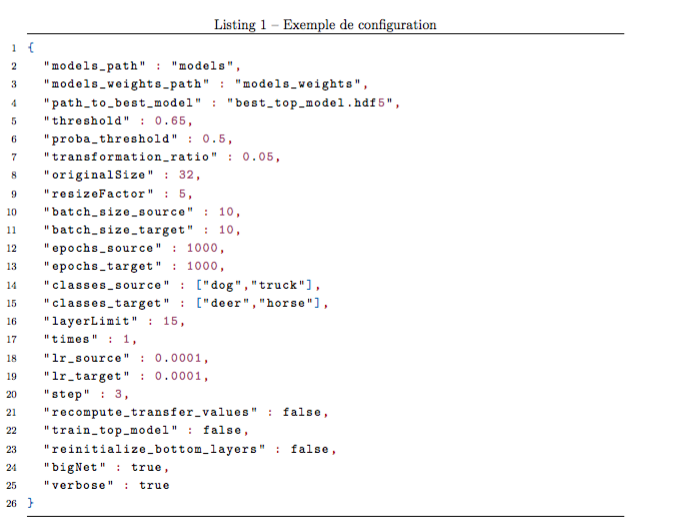 Listing 1 – Exemple de configuration
1 {
2 "models_path" : "models",
3 "models_weights_path" : "models_weights",
4 "path_to_best_model" : "best_top_model.hdf5",
5 "threshold" : 0.65,
6 "proba_threshold" : 0.5,
7 "transformation_ratio" : 0.05,
8 "originalSize" : 32,
9 "resizeFactor" : 5,
10 "batch_size_source" : 10,
11 "batch_size_target" : 10,
12 "epochs_source" : 1000,
13 "epochs_target" : 1000,
14 "classes_source" : ["dog","truck"],
15 "classes_target" : ["deer","horse"],
16 "layerLimit" : 15,
17 "times" : 1,
18 "lr_source" : 0.0001,
19 "lr_target" : 0.0001,
20 "step" : 3,
21 "recompute_transfer_values" : false,
22 "train_top_model" : false,
23 "reinitialize_bottom_layers" : false,
24 "bigNet" : true,
25 "verbose" : true
26 }